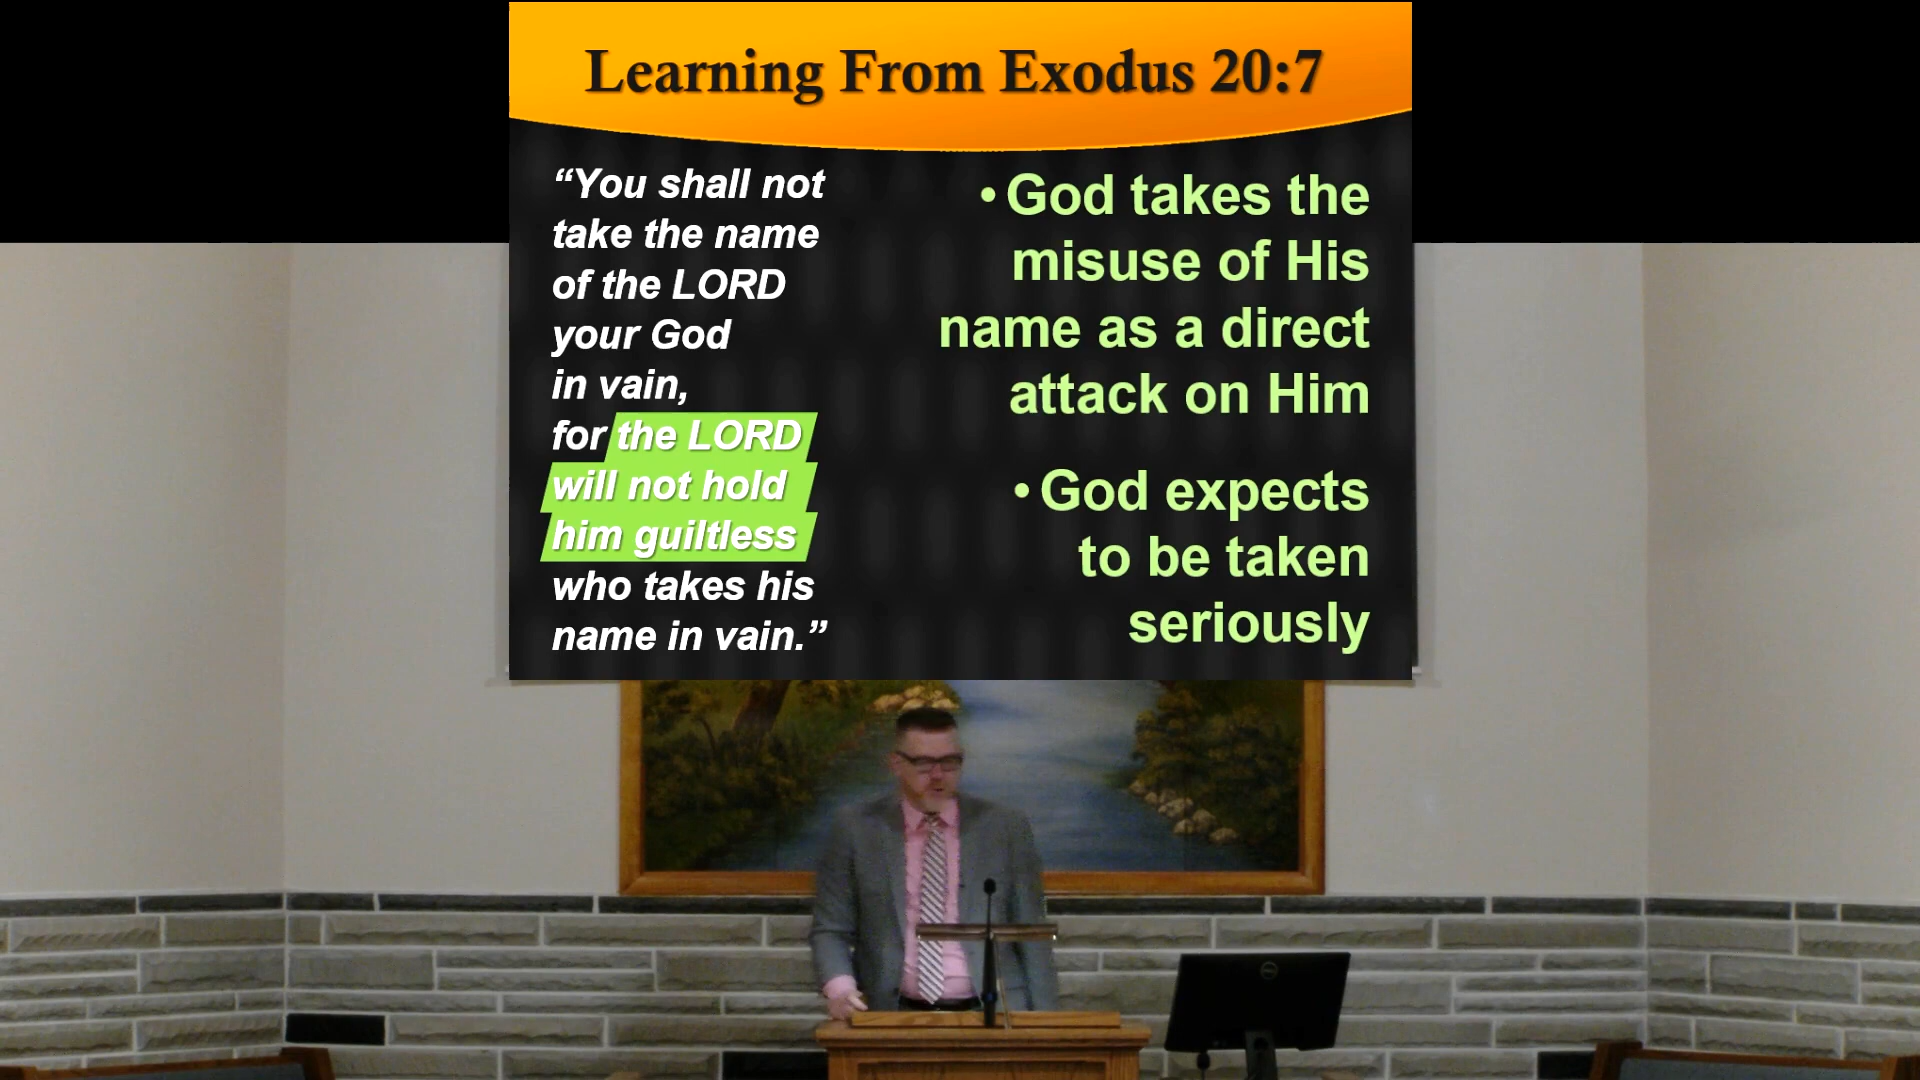 Learning From Exodus 20:7
“You shall not
take the name
of the LORD
your God
in vain,
for the LORD
will not hold
him guiltless
who takes his
name in vain.”
• God takes the
misuse of His
name as a direct
attack on Him
• God expects
to be taken
seriously
DELL